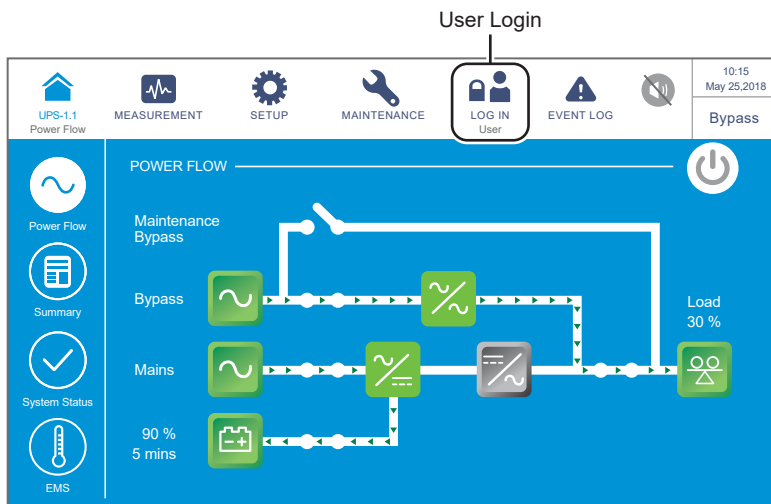 User Login
UPS-1.1
Power Flow
MEASUREMENT
SETUP
MAINTENANCE
LOG IN
User
EVENT LOG
10:15
May 25,2018
Bypass
POWER FLOW
Power Flow
Summary
System Status
EMS
Maintenance
Bypass
Bypass
Mains
90 %
5 mins
Load
30 %